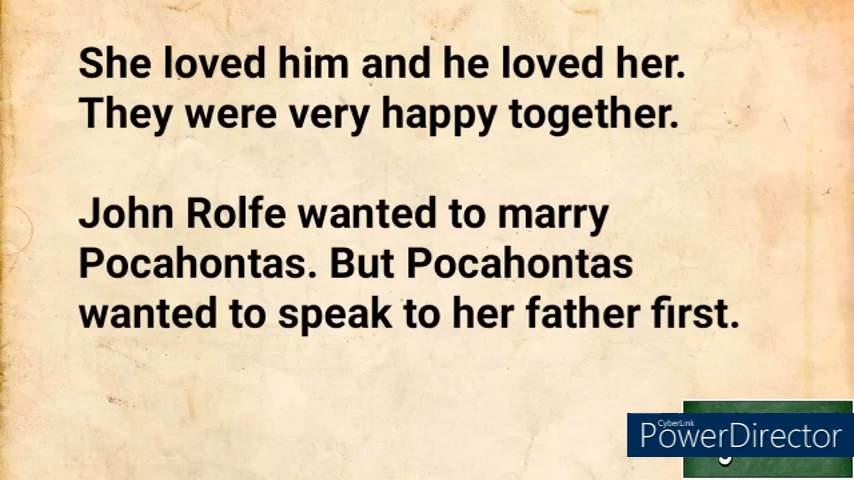 She loved him and he loved her.
They were very happy together.
John Rolfe wanted to marry
Pocahontas. But Pocahontas
wanted to speak to her father first.
CyberLink
PowerDirector